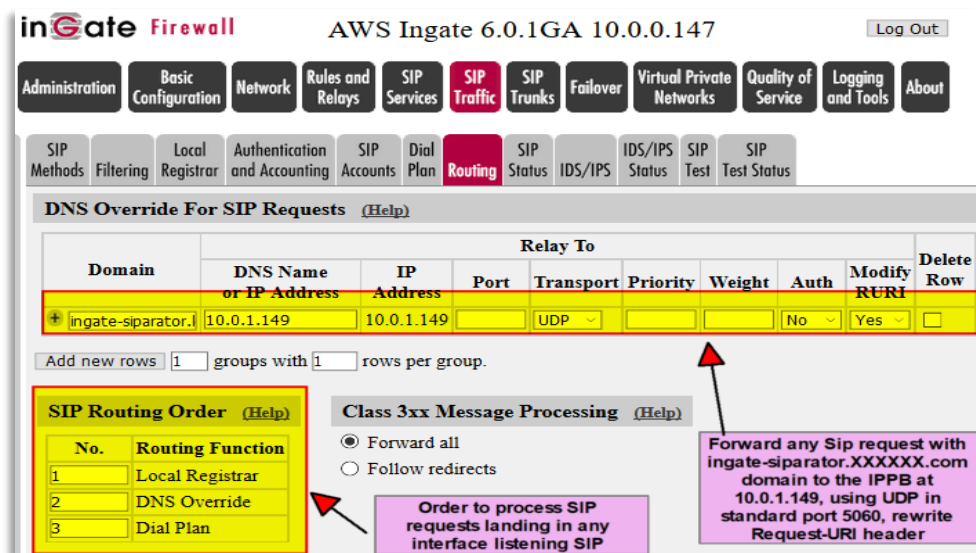 inGate Firewall AWS Ingate 6.0.1GA 10.0.0.147 Log Out
Administration Basic Configuration Network Rules and Relays SIP Services SIP Traffic SIP Trunks Failover Virtual Private Networks Quality of Service Logging and Tools About
SIP Methods Filtering Local Registrar Authentication and Accounting SIP Accounts Dial Plan Routing SIP Status IDS/IPS IDS/IPS Status SIP Test SIP Test Status
DNS Override For SIP Requests (Help)
Relay To
Domain DNS Name or IP Address IP Address Port Transport Priority Weight Auth Modify RURI Delete Row
ingate-siparator.l 10.0.1.149 10.0.1.149 UDP No Yes
Add new rows 1 groups with 1 rows per group.
SIP Routing Order (Help)
No. Routing Function
1 Local Registrar
2 DNS Override
3 Dial Plan
Class 3xx Message Processing (Help)
Forward all
Follow redirects
Order to process SIP
requests landing in any
interface listening SIP
Forward any Sip request with
ingate-siparator.XXXXXX.com
domain to the IPPB at
10.0.1.149, using UDP in
standard port 5060, rewrite
Request-URI header